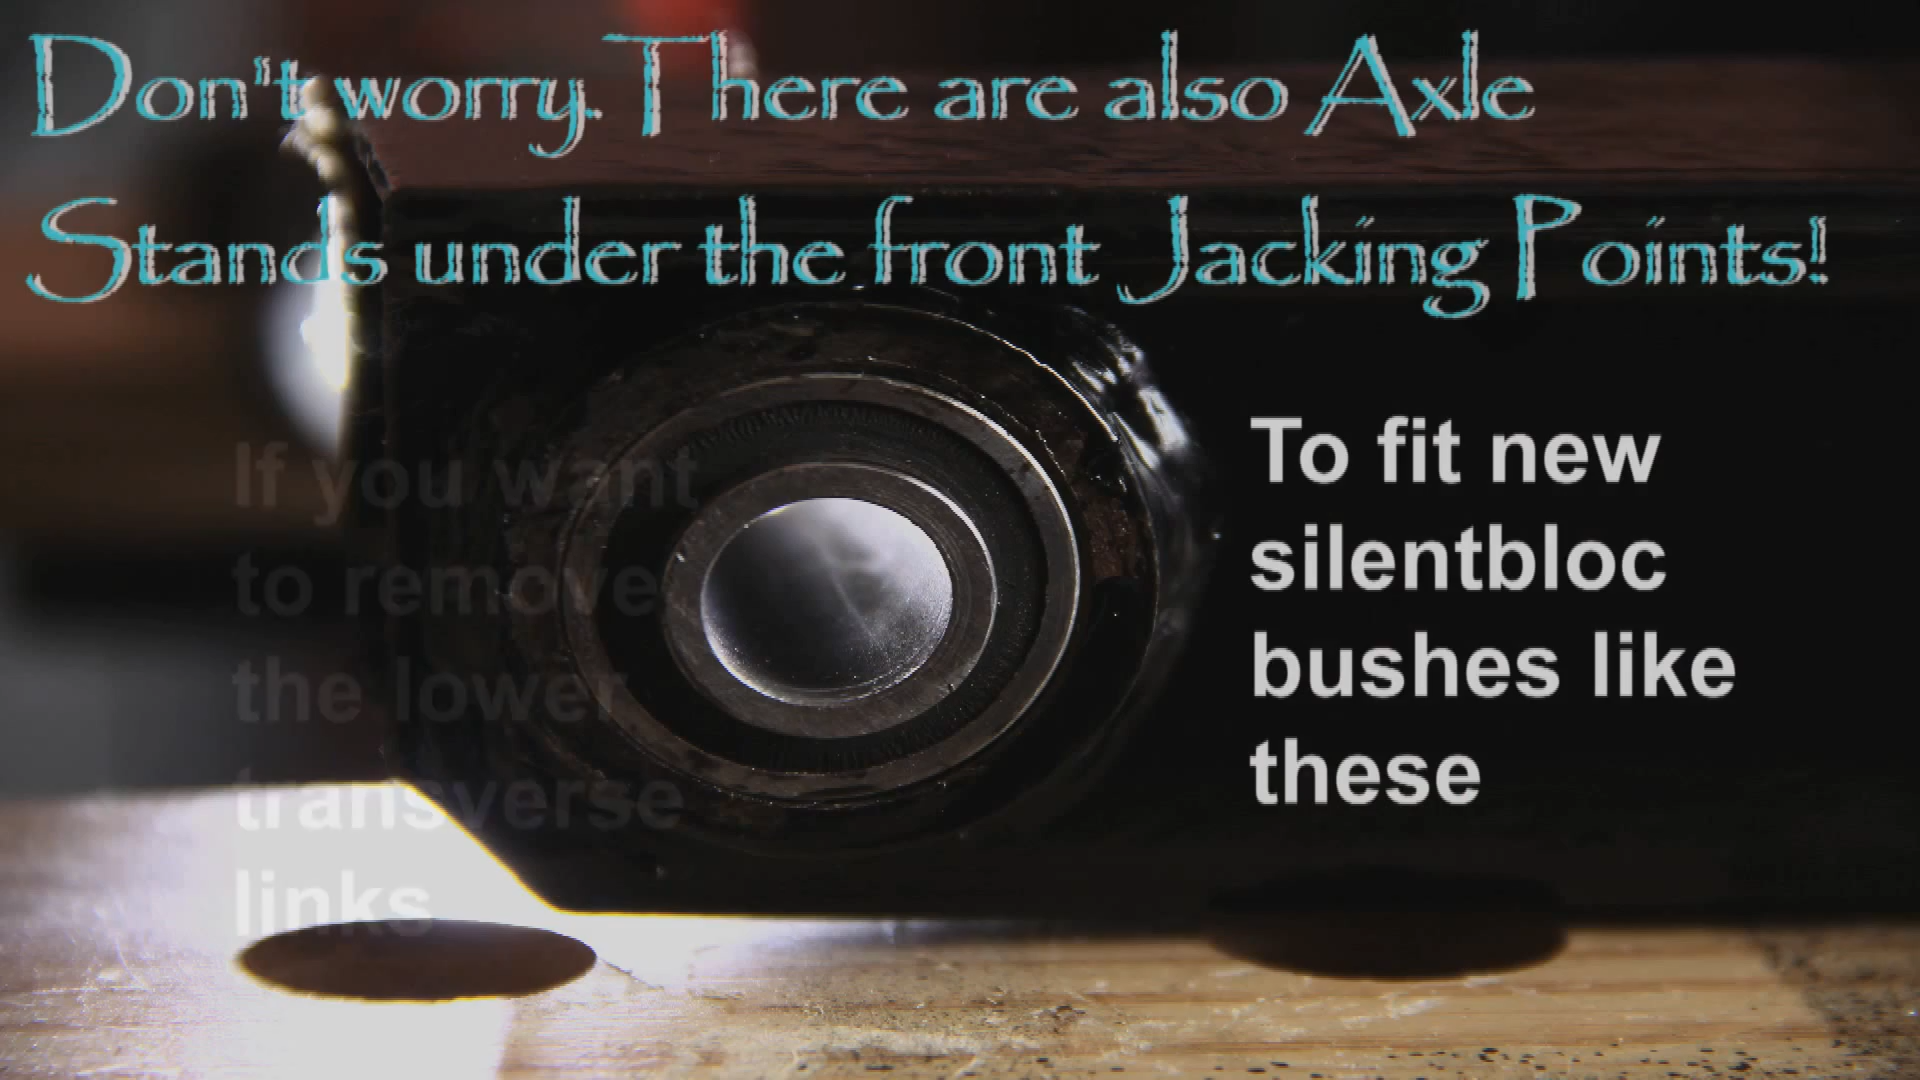 Don't worry. There are also Axle
Stands under the front Jacking Points!
If you want
to remove
the lower
transverse
links
To fit new
silentbloc
bushes like
these